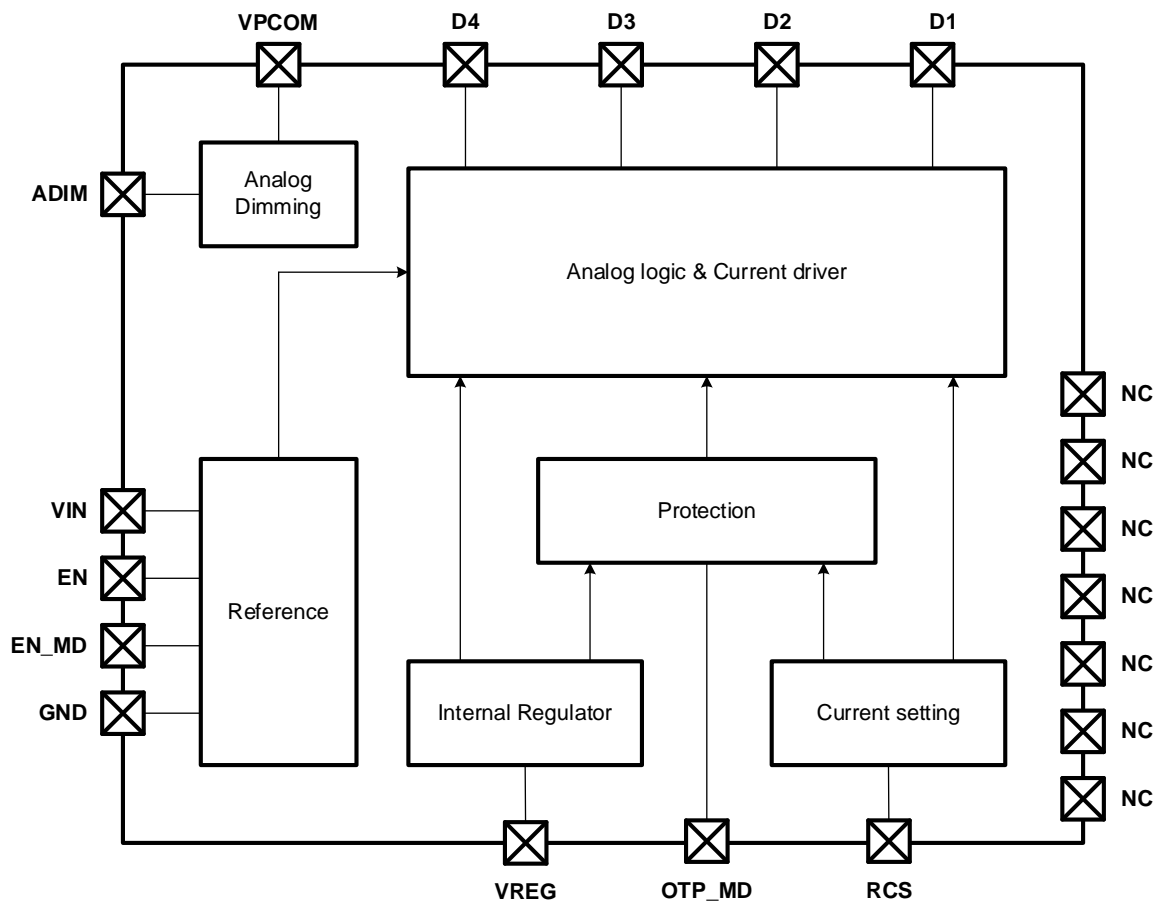 VPCOM
D4
D3
D2
D1
ADIM
Analog
Dimming
Analog logic & Current driver
NC
NC
VIN
Protection
NC
EN
Reference
NC
EN_MD
NC
GND
Internal Regulator
Current setting
NC
NC
VREG
OTP_MD
RCS